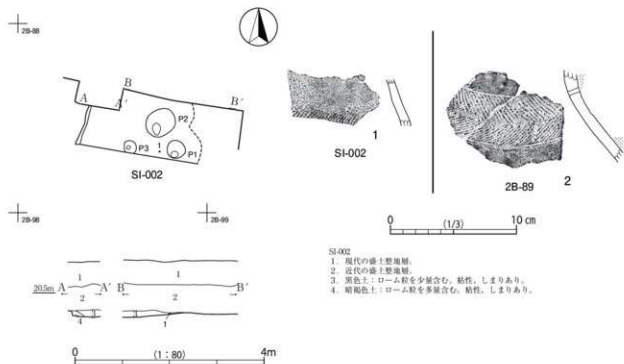 2B-88
B
A
A′
B′
P2
P3
P1
SI-002
1
SI-002
2B-89
2
2B-98
2B-99
0 (1/3) 10 cm
SI-002
1. 現代の盛土整地層。
2. 近代の盛土整地層。
3. 黒色土：ローム粒を少量含む。粘性、しまりあり。
4. 暗褐色土：ローム粒を多量含む。粘性、しまりあり。
1
1
20.5m A A′ B B′
2
2
4
1
0 (1：80) 4m